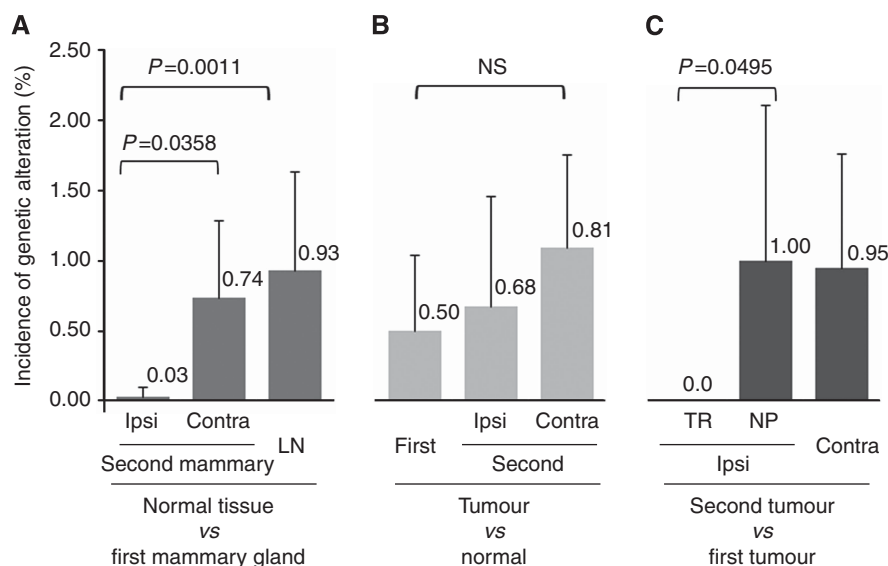 A
B
C
Incidence of genetic alteration (%)
2.50
2.00
1.50
1.00
0.50
0.00
P=0.0011
P=0.0358
0.03
0.74
0.93
Ipsi Contra
LN
Second mammary
Normal tissue
vs
first mammary gland
NS
0.50
0.68
0.81
Ipsi Contra
First
Second
Tumour
vs
normal
P=0.0495
0.0
1.00
0.95
TR NP
Contra
Ipsi
Second tumour
vs
first tumour